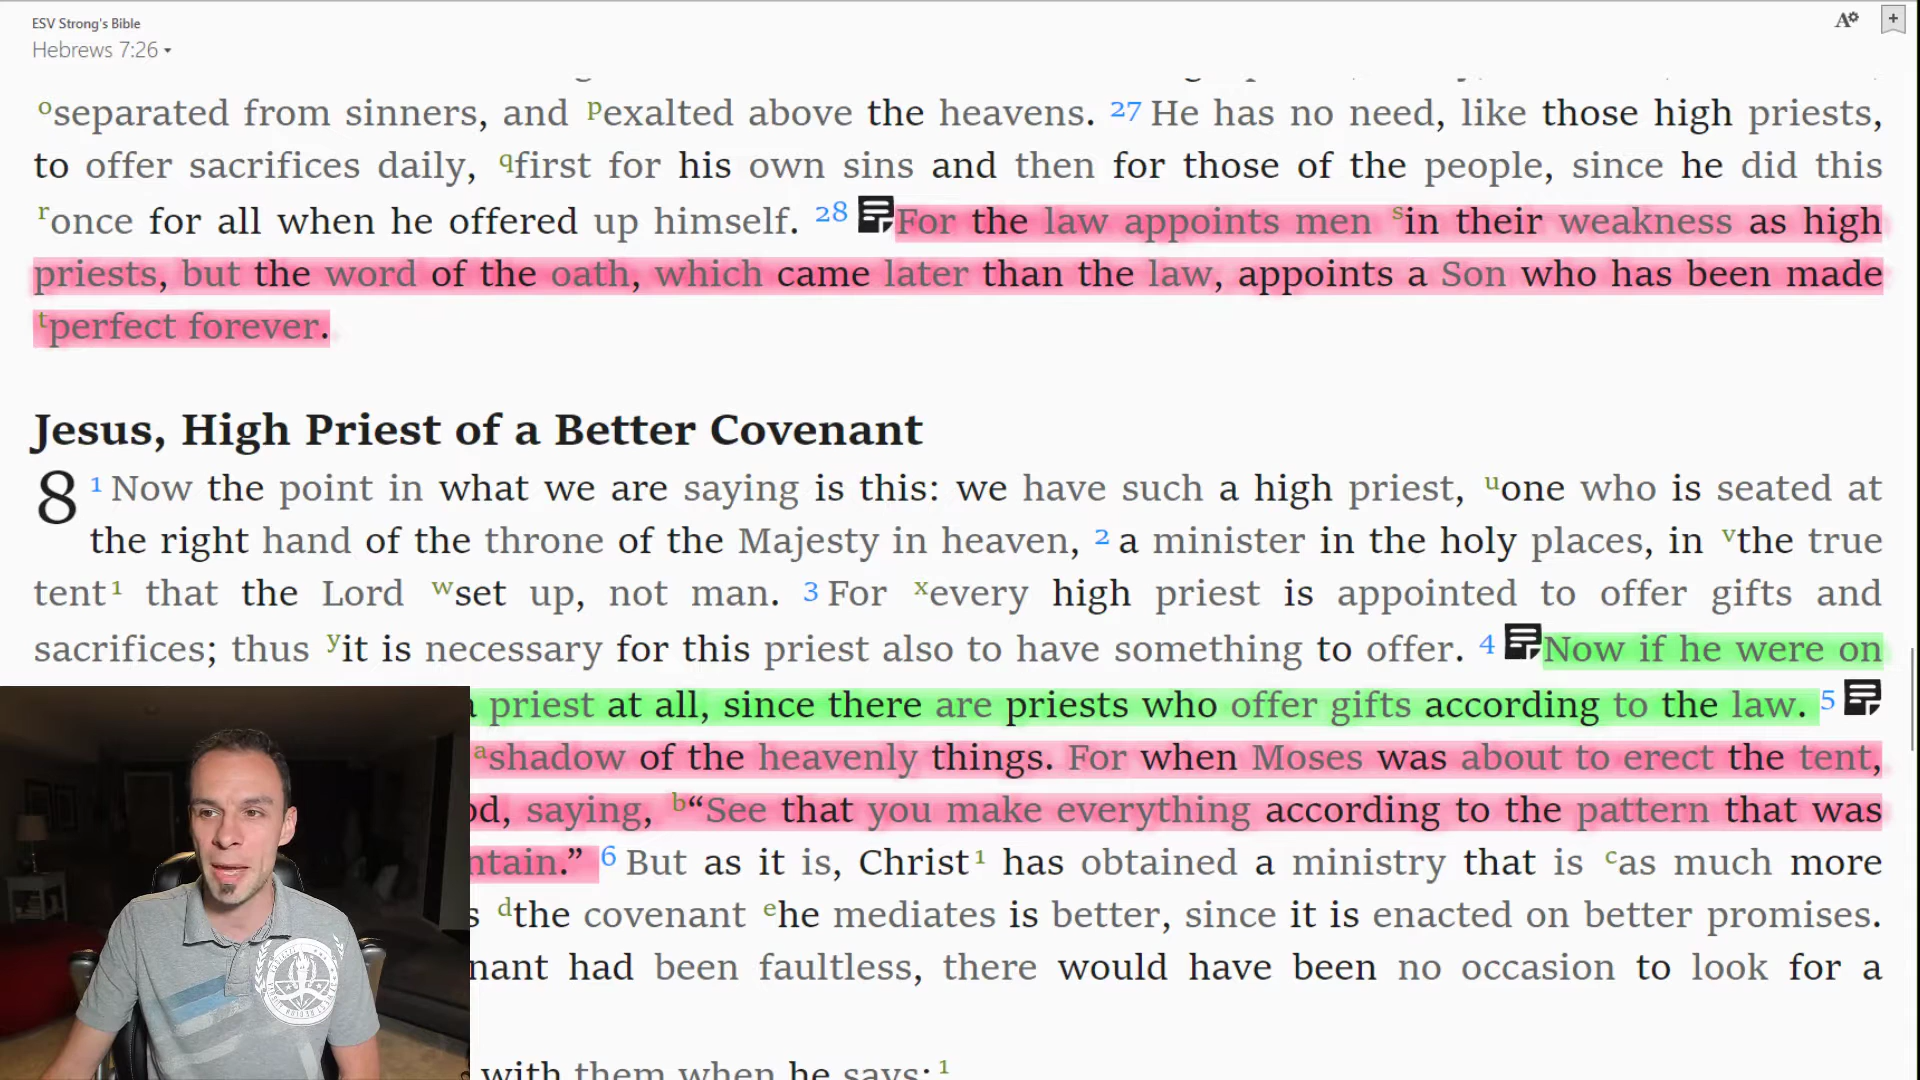 ESV Strong's Bible
Hebrews 7:26
oseparated from sinners, and pexalted above the heavens. 27 He has no need, like those high priests,
to offer sacrifices daily, qfirst for his own sins and then for those of the people, since he did this
ronce for all when he offered up himself. 28 For the law appoints men sin their weakness as high
priests, but the word of the oath, which came later than the law, appoints a Son who has been made
tperfect forever.
Jesus, High Priest of a Better Covenant
8 1 Now the point in what we are saying is this: we have such a high priest, uone who is seated at
the right hand of the throne of the Majesty in heaven, 2 a minister in the holy places, in vthe true
tent1 that the Lord wset up, not man. 3 For xevery high priest is appointed to offer gifts and
sacrifices; thus yit is necessary for this priest also to have something to offer. 4 Now if he were on
priest at all, since there are priests who offer gifts according to the law. 5
ashadow of the heavenly things. For when Moses was about to erect the tent,
od, saying, b“See that you make everything according to the pattern that was
ntain.” 6 But as it is, Christ1 has obtained a ministry that is cas much more
s dthe covenant ehe mediates is better, since it is enacted on better promises.
nant had been faultless, there would have been no occasion to look for a
with them when he says:1